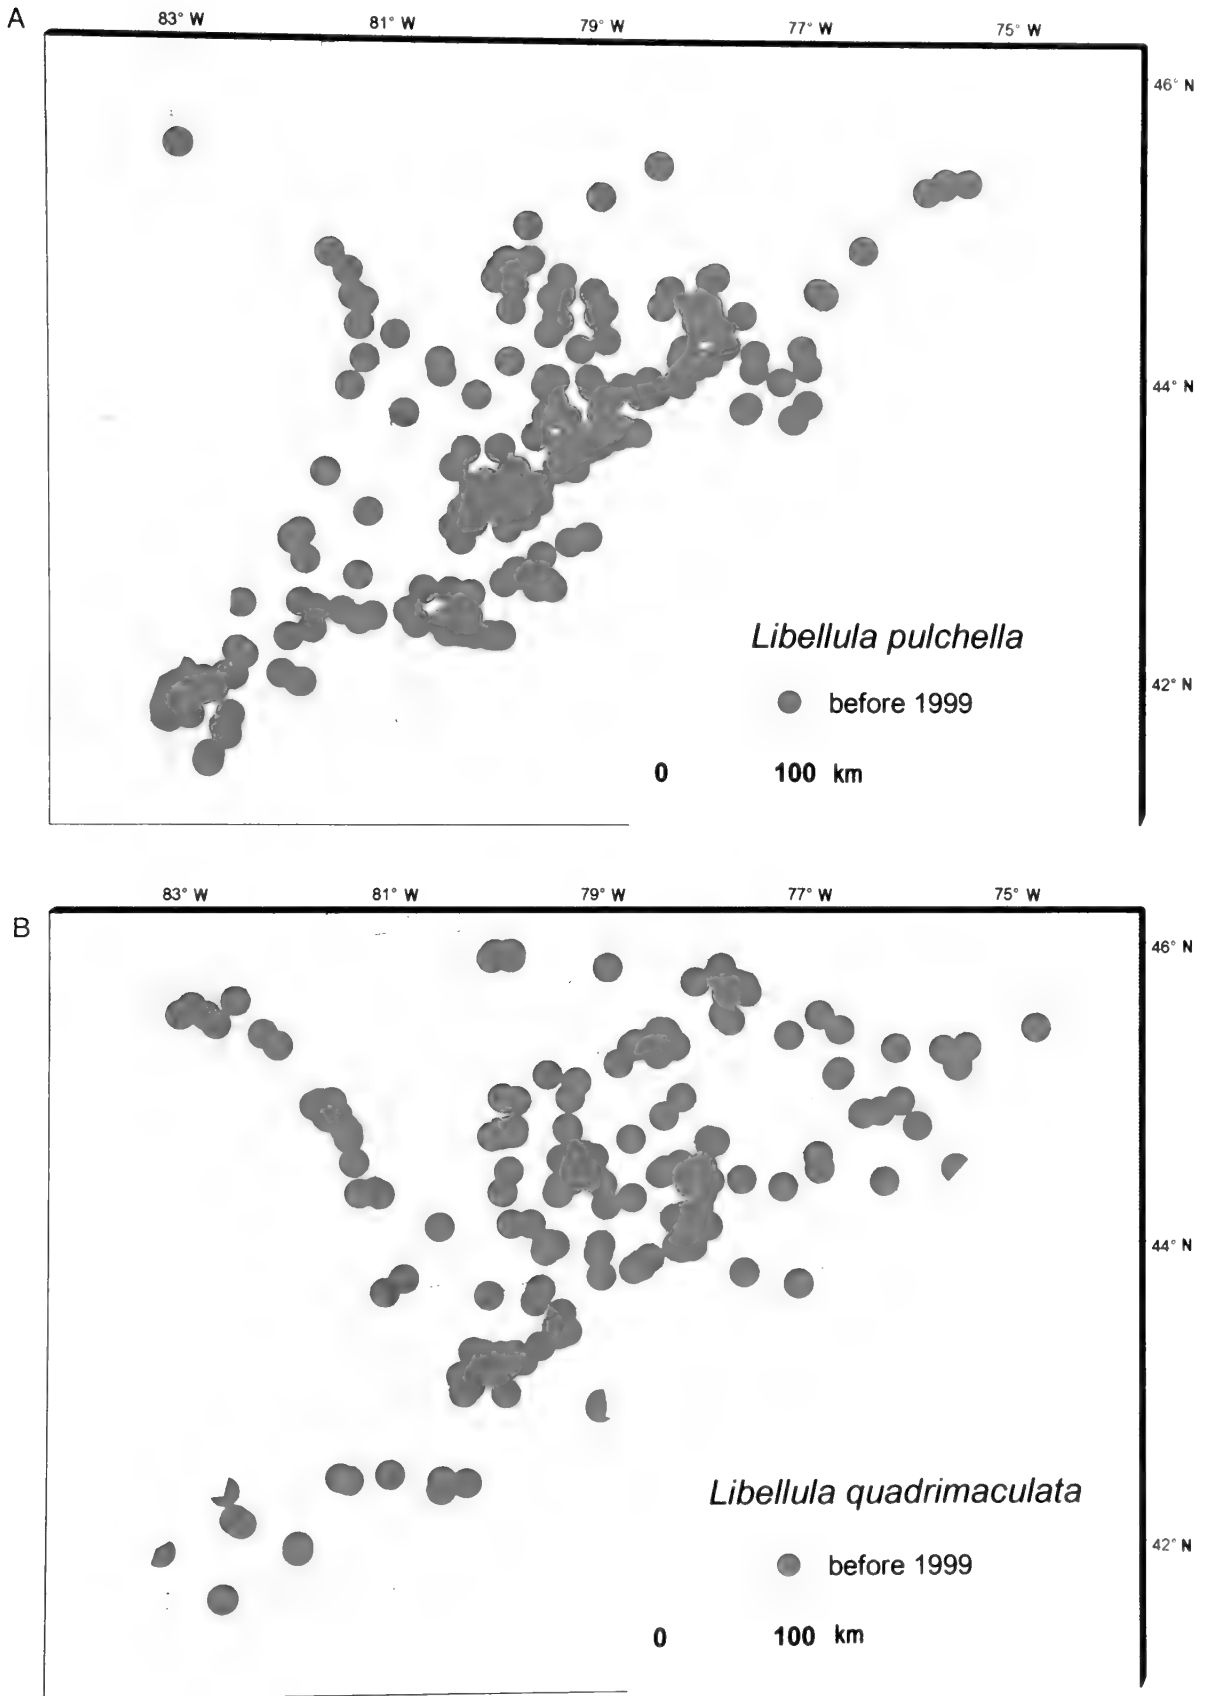 A
83° W 81° W 79° W 77° W 75° W
46° N
44° N
Libellula pulchella
42° N
before 1999
0 100 km
83° W 81° W 79° W 77° W 75° W
B
46° N
44° N
Libellula quadrimaculata
42° N
before 1999
0 100 km